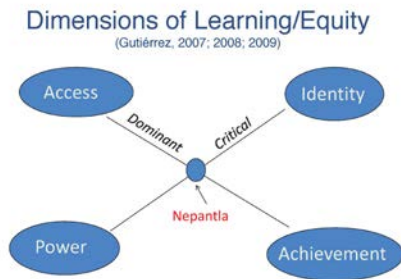 Dimensions of Learning/Equity
(Gutiérrez, 2007; 2008; 2009)
Access
Identity
Dominant
Critical
Nepantla
Power
Achievement